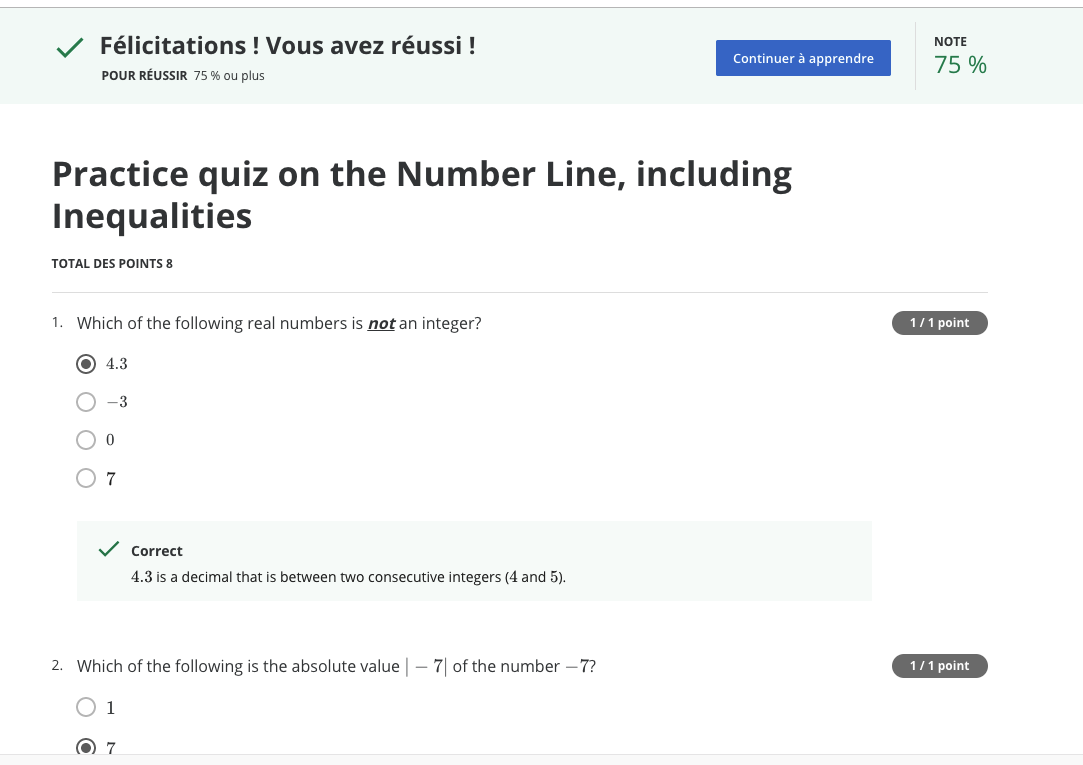 Félicitations ! Vous avez réussi !
POUR RÉUSSIR 75 % ou plus
Continuer à apprendre
NOTE
75 %
Practice quiz on the Number Line, including
Inequalities
TOTAL DES POINTS 8
1. Which of the following real numbers is not an integer?
1 / 1 point
4.3
−3
0
7
Correct
4.3 is a decimal that is between two consecutive integers (4 and 5).
2. Which of the following is the absolute value | − 7| of the number −7?
1 / 1 point
1
7